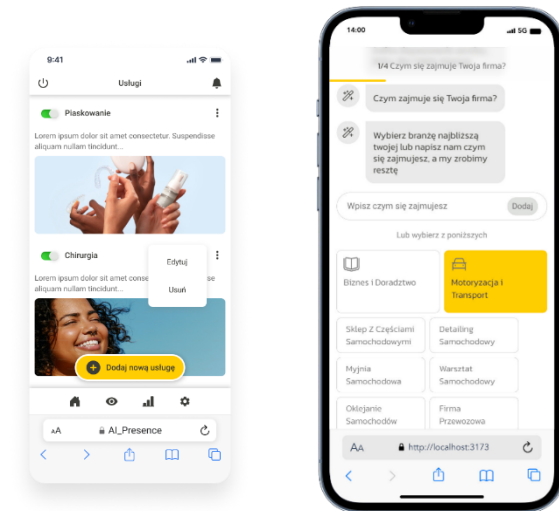 9:41
Usługi
Piaskowanie
Lorem ipsum dolor sit amet consectetur. Suspendisse
aliquam nullam tincidunt...
Chirurgia
Edytuj
Usuń
Lorem ipsum dolor sit amet conse se
aliquam nullam tincidunt...
Dodaj nową usługę
AA
AI_Presence
14:00
5G
1/4 Czym się zajmuje Twoja firma?
Czym zajmuje się Twoja firma?
Wybierz branżę najbliższą
twojej lub napisz nam czym
się zajmujesz, a my zrobimy
resztę
Wpisz czym się zajmujesz
Dodaj
Lub wybierz z poniższych
Biznes i Doradztwo
Motoryzacja i
Transport
Sklep Z Częściami
Samochodowymi
Detailing
Samochodowy
Myjnia
Samochodowa
Warsztat
Samochodowy
Oklejanie
Samochodów
Firma
Przewozowa
AA
http://localhost:3173